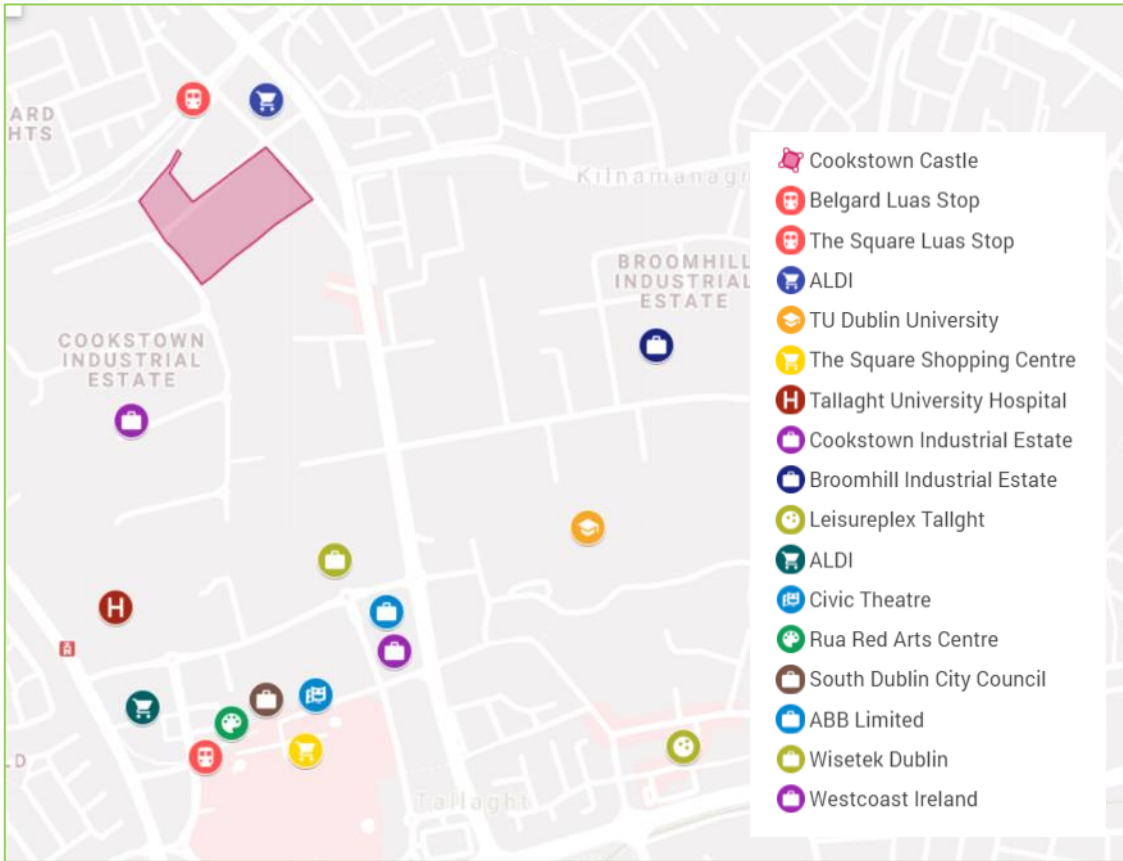 ARD
HTS
Kilnamanagh
BROOMHILL
INDUSTRIAL
ESTATE
COOKSTOWN
INDUSTRIAL
ESTATE
H
H
LD
Tallaght
Cookstown Castle
Belgard Luas Stop
The Square Luas Stop
ALDI
TU Dublin University
The Square Shopping Centre
H
Tallaght University Hospital
Cookstown Industrial Estate
Broomhill Industrial Estate
Leisureplex Tallght
ALDI
Civic Theatre
Rua Red Arts Centre
South Dublin City Council
ABB Limited
Wisetek Dublin
Westcoast Ireland